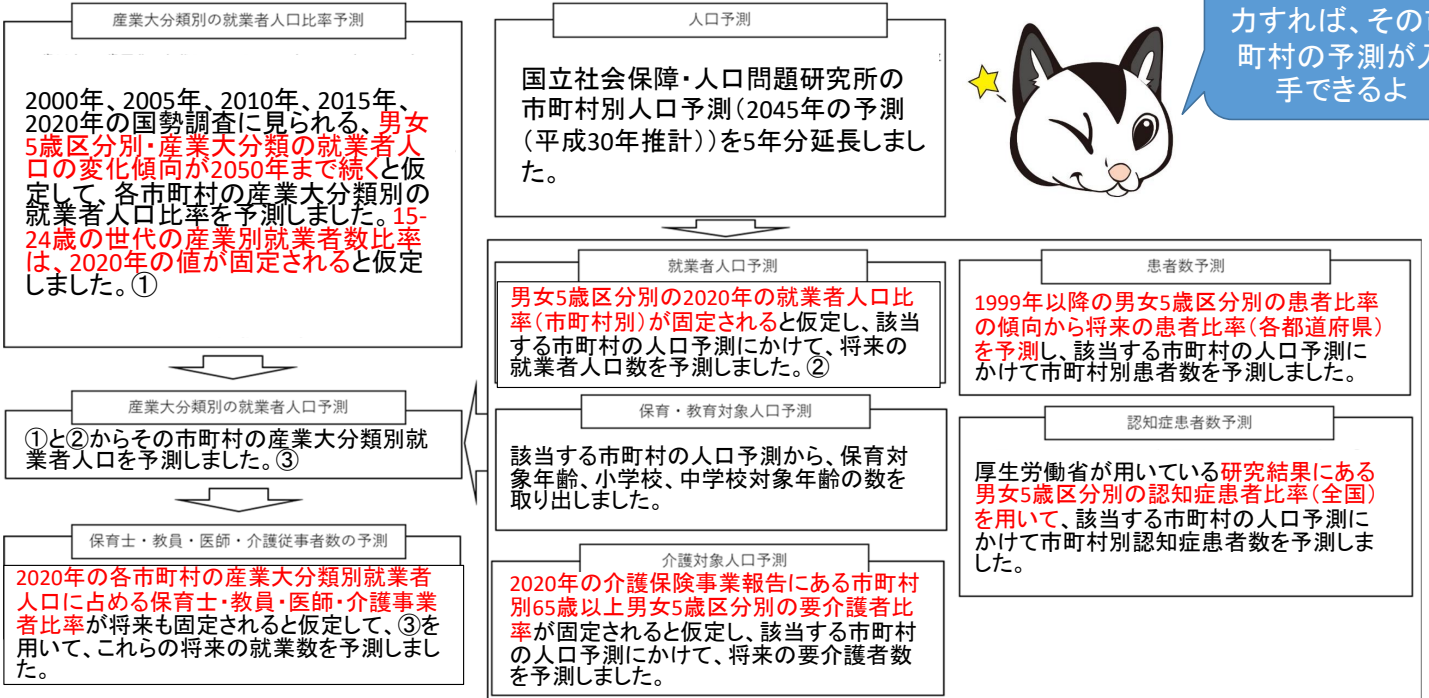 産業大分類別の就業者人口比率予測
2000年、2005年、2010年、2015年、
2020年の国勢調査に見られる、男女
5歳区分別・産業大分類の就業者人
口の変化傾向が2050年まで続くと仮
定して、各市町村の産業大分類別の
就業者人口比率を予測しました。15-
24歳の世代の産業別就業者数比率
は、2020年の値が固定されると仮定
しました。①
人口予測
国立社会保障・人口問題研究所の
市町村別人口予測(2045年の予測
(平成30年推計))を5年分延長しまし
た。
町村の予測が入
手できるよ
就業者人口予測
男女5歳区分別の2020年の就業者人口比
率(市町村別)が固定されると仮定し、該当
する市町村の人口予測にかけて、将来の
就業者人口数を予測しました。②
患者数予測
1999年以降の男女5歳区分別の患者比率
の傾向から将来の患者比率(各都道府県)
を予測し、該当する市町村の人口予測に
かけて市町村別患者数を予測しました。
産業大分類別の就業者人口予測
①と②からその市町村の産業大分類別就
業者人口を予測しました。③
保育・教育対象人口予測
該当する市町村の人口予測から、保育対
象年齢、小学校、中学校対象年齢の数を
取り出しました。
認知症患者数予測
厚生労働省が用いている研究結果にある
男女5歳区分別の認知症患者比率(全国)
を用いて、該当する市町村の人口予測に
かけて市町村別認知症患者数を予測しま
した。
保育士・教員・医師・介護従事者数の予測
2020年の各市町村の産業大分類別就業者
人口に占める保育士・教員・医師・介護事業
者比率が将来も固定されると仮定して、③を
用いて、これらの将来の就業数を予測しまし
た。
介護対象人口予測
2020年の介護保険事業報告にある市町村
別65歳以上男女5歳区分別の要介護者比
率が固定されると仮定し、該当する市町村
の人口予測にかけて、将来の要介護者数
を予測しました。